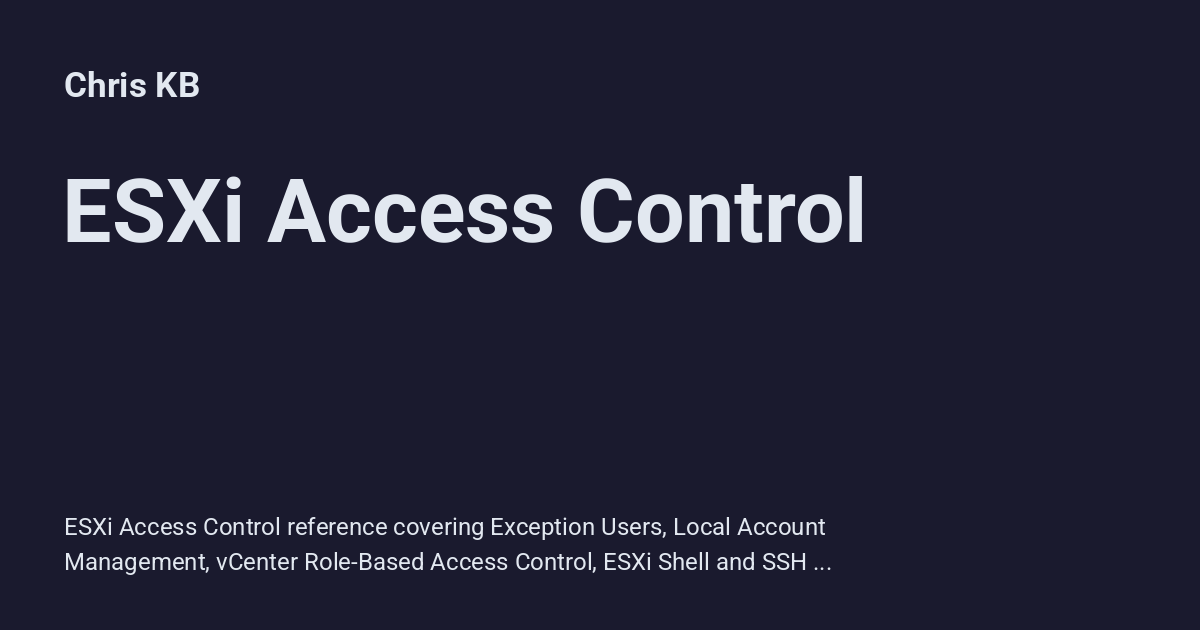 Chris KB
ESXi Access Control
ESXi Access Control reference covering Exception Users, Local Account
Management, vCenter Role-Based Access Control, ESXi Shell and SSH ...